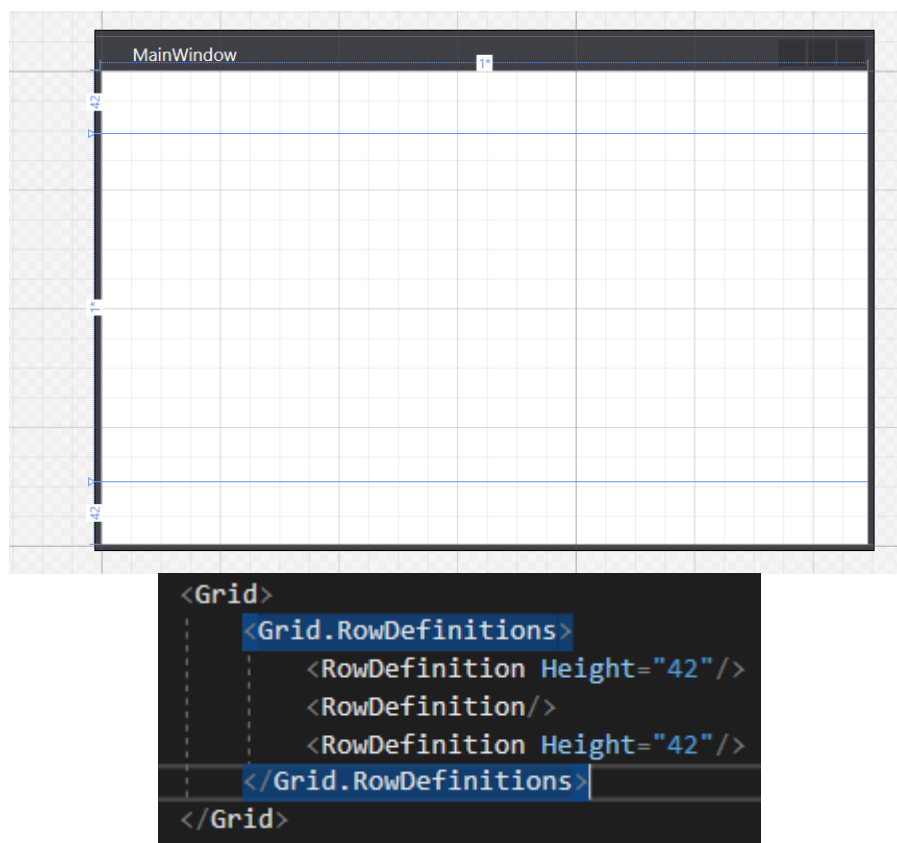 MainWindow
1*
42
1*
42
<Grid>
<Grid.RowDefinitions>
<RowDefinition Height="42"/>
<RowDefinition/>
<RowDefinition Height="42"/>
</Grid.RowDefinitions>
</Grid>